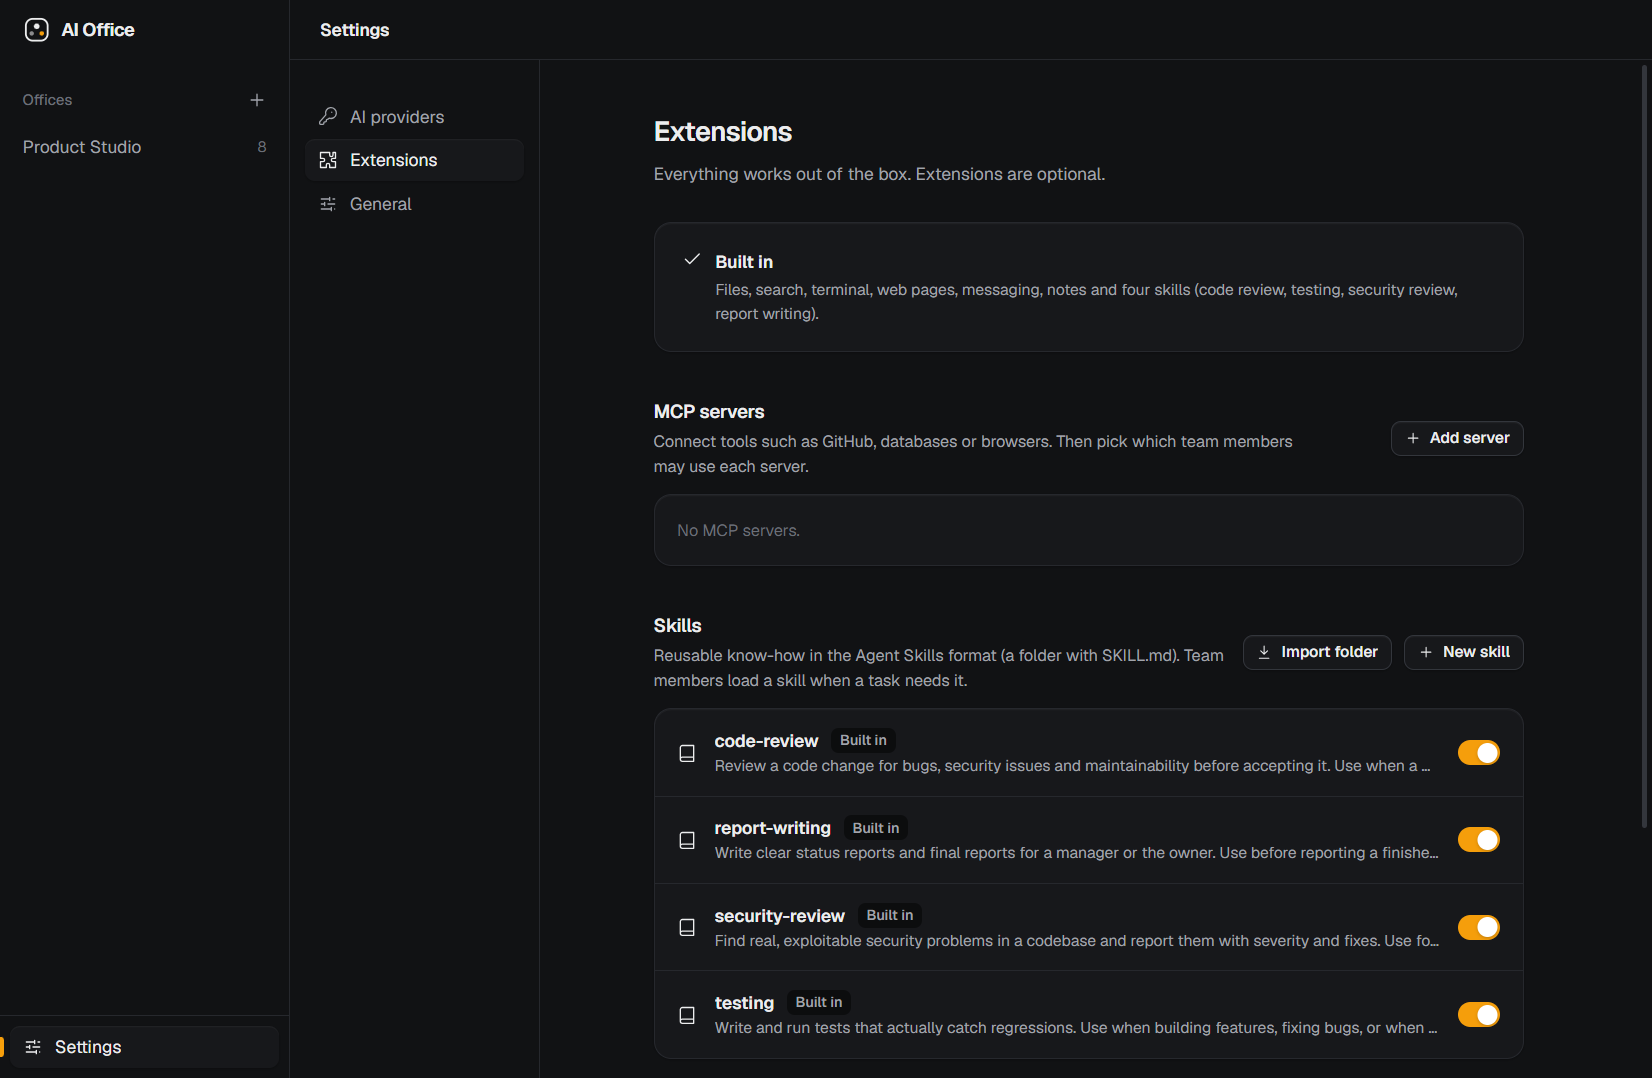 AI Office
Settings
Offices
Product Studio 8
AI providers
Extensions
General
Extensions
Everything works out of the box. Extensions are optional.
Built in
Files, search, terminal, web pages, messaging, notes and four skills (code review, testing, security review,
report writing).
MCP servers
Connect tools such as GitHub, databases or browsers. Then pick which team members
may use each server.
Add server
No MCP servers.
Skills
Reusable know-how in the Agent Skills format (a folder with SKILL.md). Team
members load a skill when a task needs it.
Import folder
New skill
code-review Built in
Review a code change for bugs, security issues and maintainability before accepting it. Use when a ...
report-writing Built in
Write clear status reports and final reports for a manager or the owner. Use before reporting a finishe...
security-review Built in
Find real, exploitable security problems in a codebase and report them with severity and fixes. Use fo...
testing Built in
Write and run tests that actually catch regressions. Use when building features, fixing bugs, or when ...
Settings